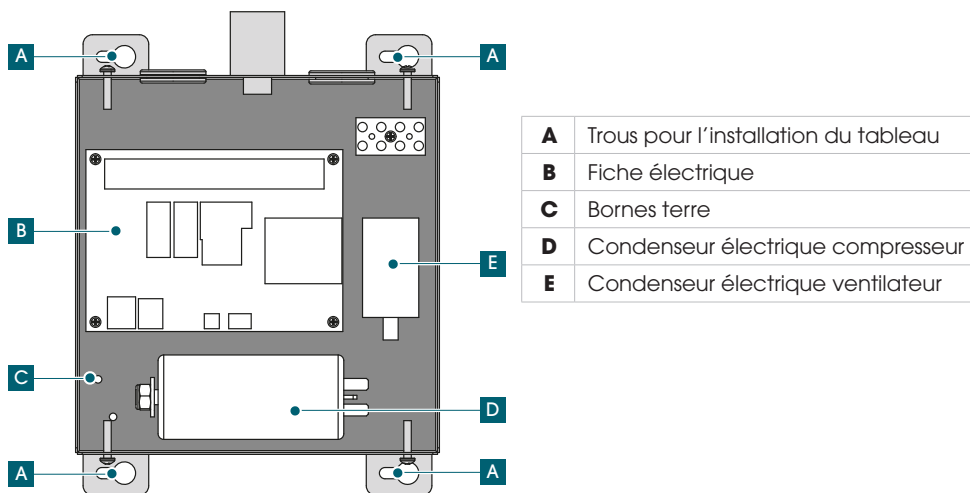 A
A
B
E
C
D
A
A
A Trous pour l'installation du tableau
B Fiche électrique
C Bornes terre
D Condenseur électrique compresseur
E Condenseur électrique ventilateur